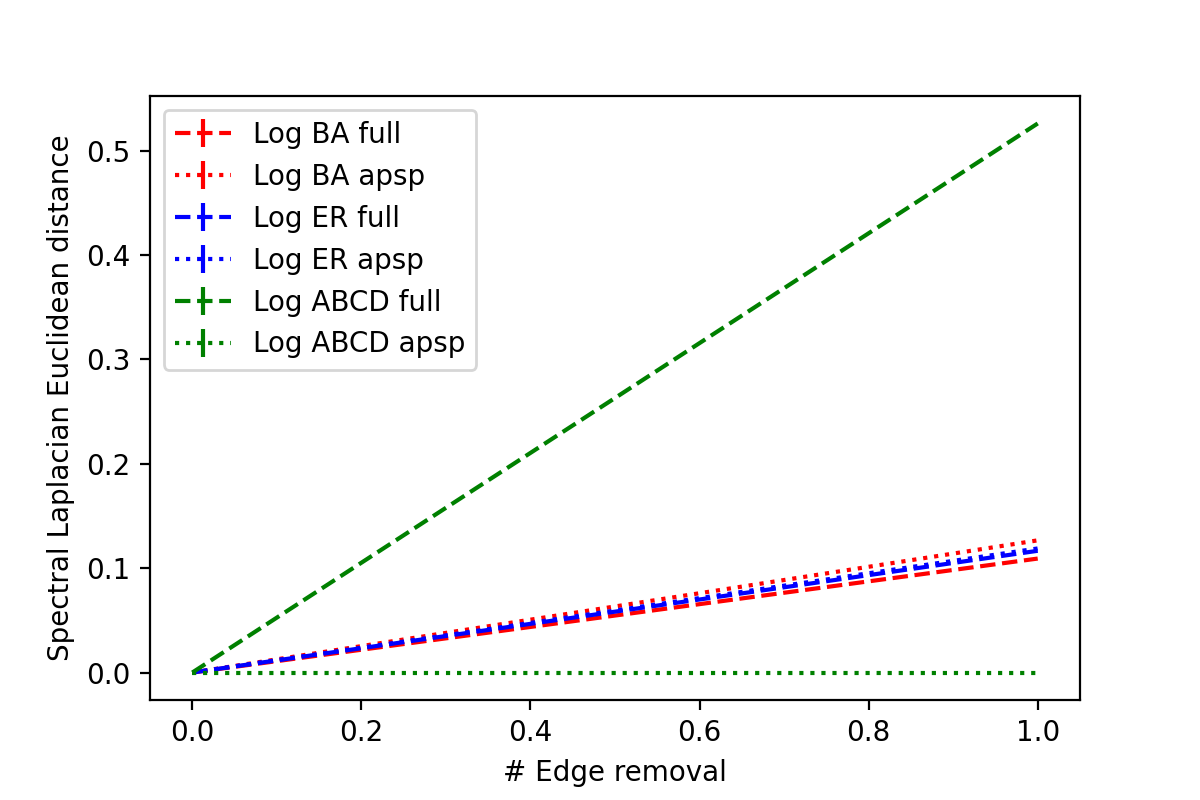 Log BA full
Log BA apsp
Log ER full
Log ER apsp
Log ABCD full
Log ABCD apsp
Spectral Laplacian Euclidean distance
0.5
0.4
0.3
0.2
0.1
0.0
0.0 0.2 0.4 0.6 0.8 1.0
# Edge removal